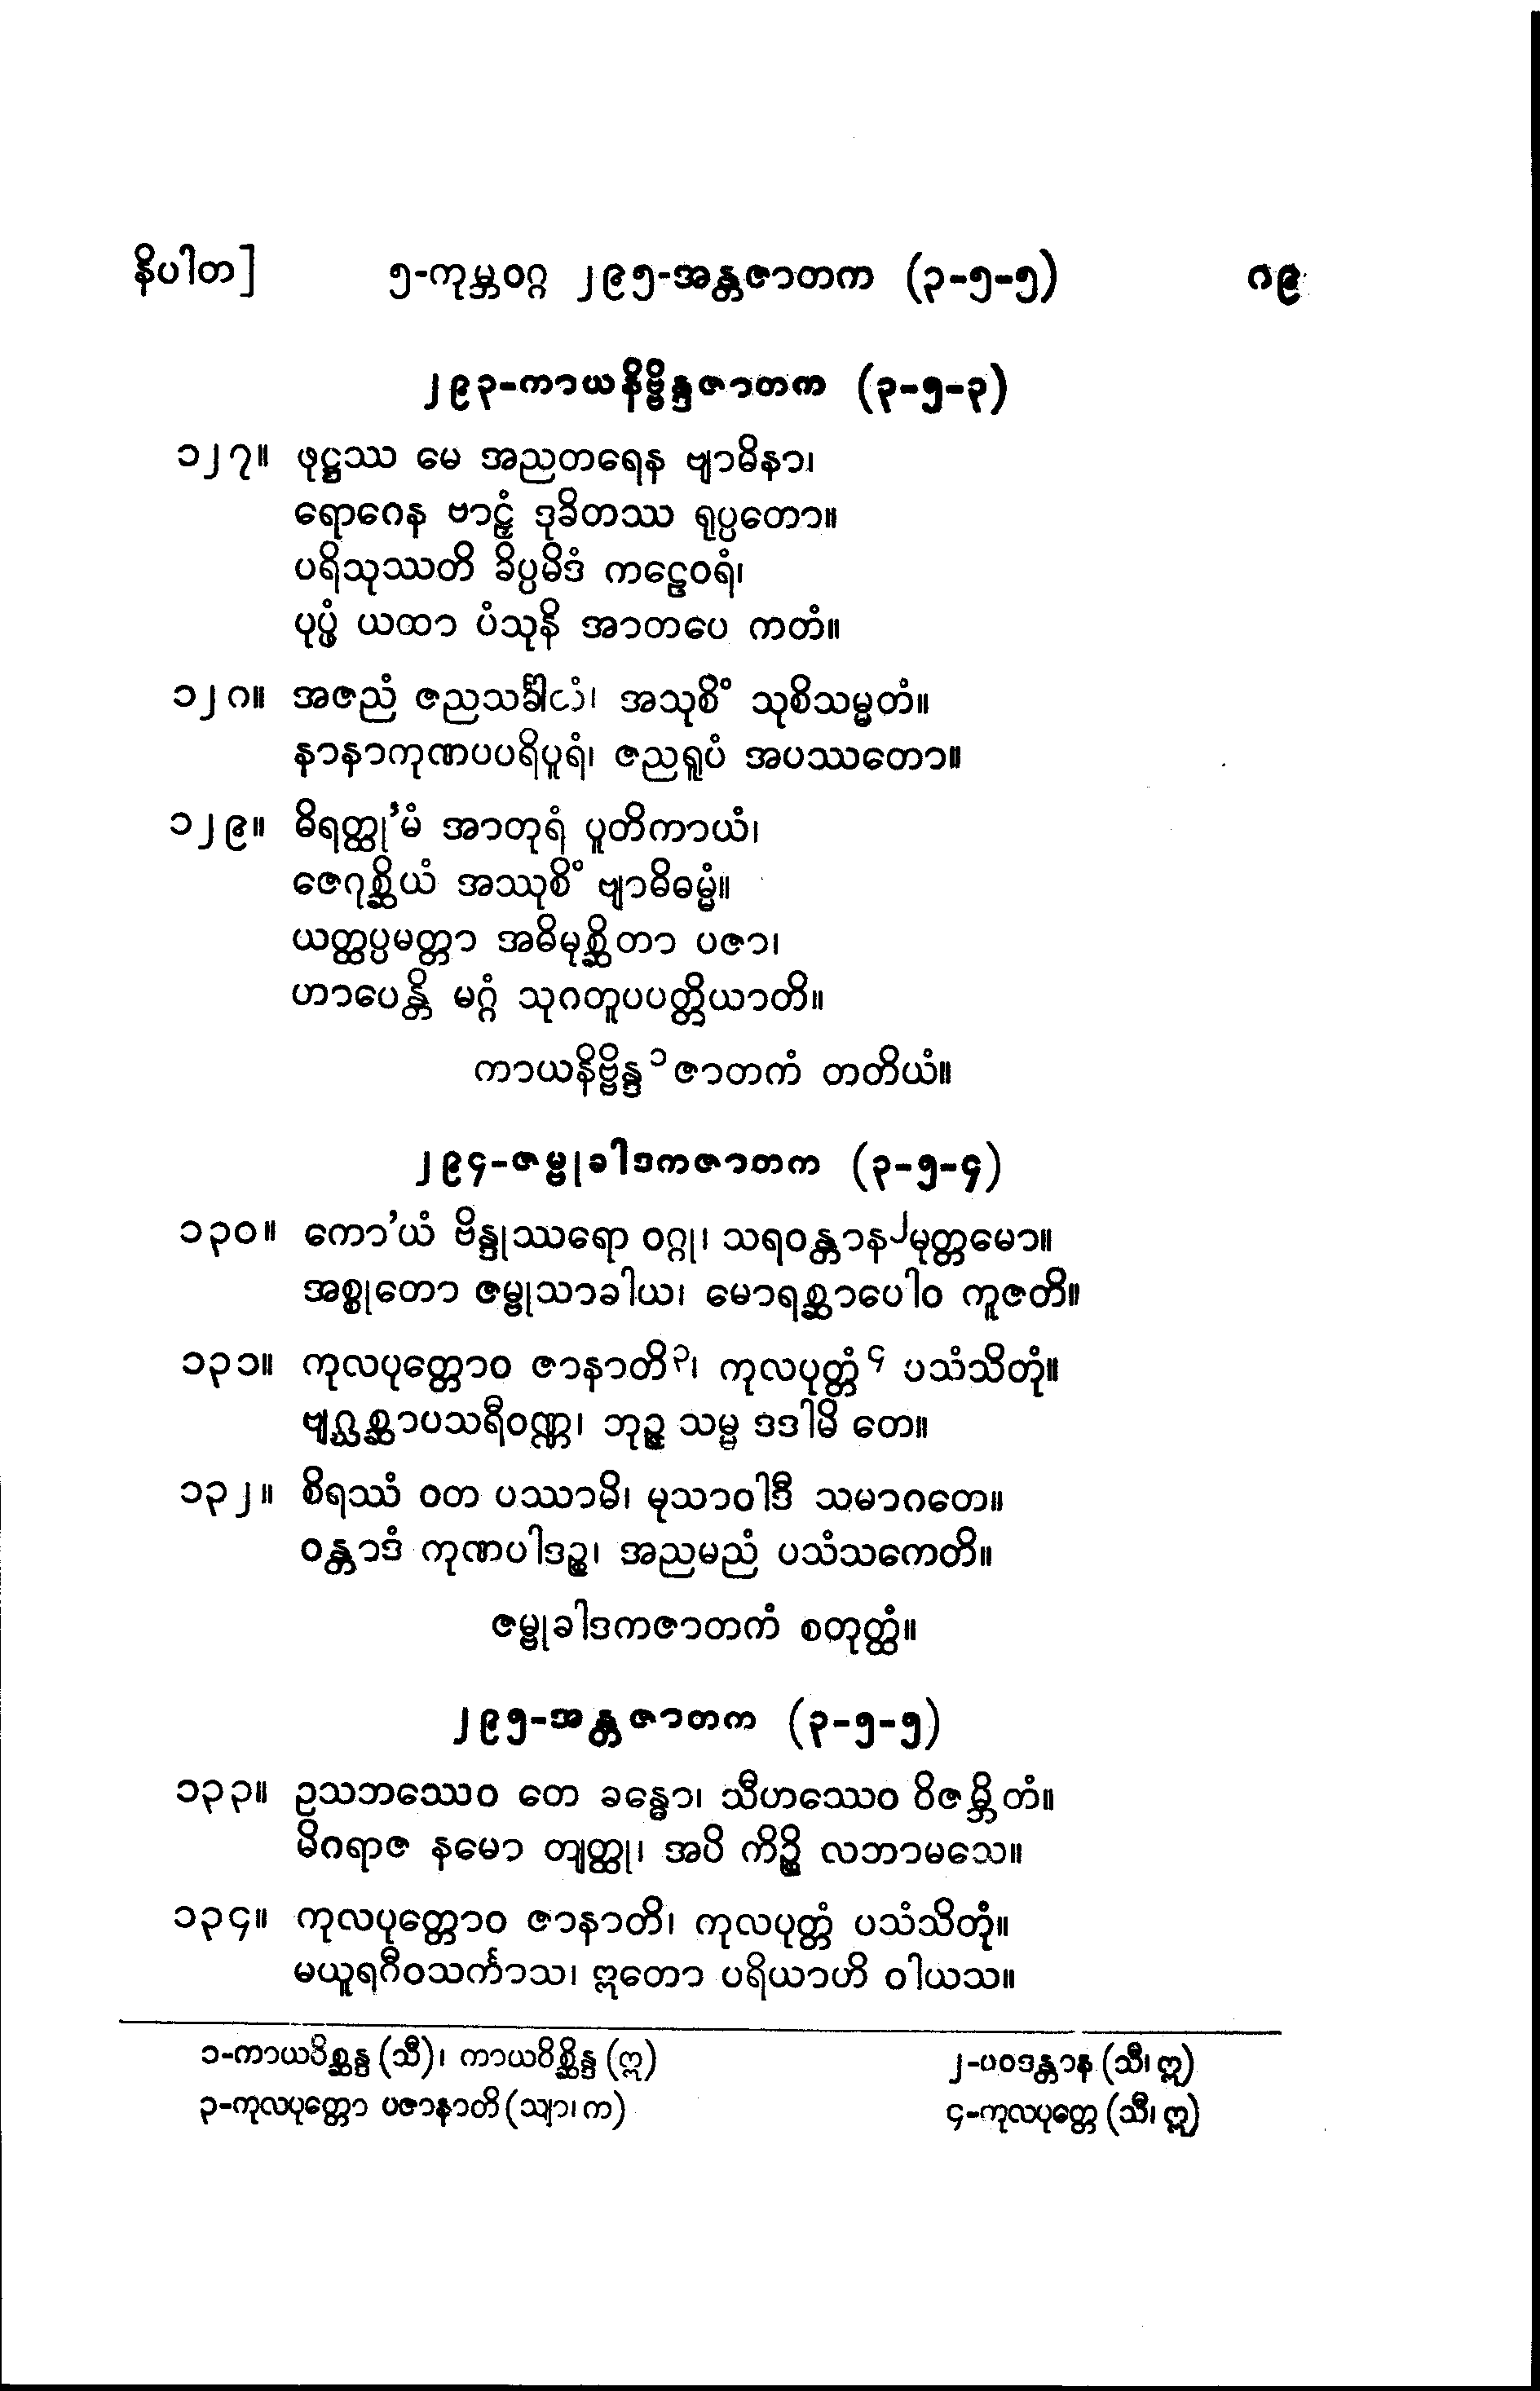 နိပါတ] ၅-ကုမ္ဘဝဂ္ဂ ၂၉၅-အန္တဇာတက (၃-၅-၅) ၈၉
၂၉၃-ကာယနိဗ္ဗိန္ဒဇာတက (၃-၅-၃)
၁၂၇။ ဖုဋ္ဌဿ မေ အညတရေန ဗျာဓိနာ၊
ရောဂေန ဗာဠှံ ဒုခိတဿ ရုပ္ပတော။
ပရိသုဿတိ ခိပ္ပမိဒံ ကဠေဝရံ၊
ပုပ္ဖံ ယထာ ပံသုနိ အာတပေ ကတံ။
၁၂၈။ အဇညံ ဇညသင်္ခါတံ၊ အသုစိံ သုစိသမ္မတံ။
နာနာကုဏပပရိပူရံ၊ ဇညရူပံ အပဿတော။
၁၂၉။ ဓိရတ္ထု’မံ အာတုရံ ပူတိကာယံ၊
ဇေဂုစ္ဆိယံ အဿုစိံ ဗျာဓိဓမ္မံ။
ယတ္ထပ္ပမတ္တာ အဓိမုစ္ဆိတာ ပဇာ၊
ဟာပေန္တိ မဂ္ဂံ သုဂတူပပတ္တိယာတိ။
ကာယနိဗ္ဗိန္ဒ ၁ ဇာတကံ တတိယံ။
၂၉၄-ဇမ္ဗုခါဒကဇာတက (၃-၅-၄)
၁၃၀။ ကော’ယံ ဗိန္ဒုဿရော ဝဂ္ဂု၊ သရဝန္တာန၂မုတ္တမော။
အစ္စုတော ဇမ္ဗုသာခါယ၊ မောရစ္ဆာပေါဝ ကူဇတိ။
၁၃၁။ ကုလပုတ္တောဝ ဇာနာတိ၃၊ ကုလပုတ္တံ ၄ ပသံသိတုံ။
ဗျဂ္ဃစ္ဆာပသရီဝဏ္ဏ၊ ဘုဉ္ဇ သမ္မ ဒဒါမိ တေ။
၁၃၂။ စိရဿံ ဝတ ပဿာမိ၊ မုသာဝါဒီ သမာဂတေ။
ဝန္တာဒံ ကုဏပါဒဉ္စ၊ အညမညံ ပသံသကေတိ။
ဇမ္ဗုခါဒကဇာတကံ စတုတ္ထံ။
၂၉၅-အန္တဇာတက (၃-၅-၅)
၁၃၃။ ဥသဘဿေဝ တေ ခန္ဓော၊ သီဟဿေဝ ဝိဇမ္ဘိတံ။
မိဂရာဇ နမော တျတ္ထု၊ အပိ ကိဉ္စိ လဘာမသေ။
၁၃၄။ ကုလပုတ္တောဝ ဇာနာတိ၊ ကုလပုတ္တံ ပသံသိတုံ။
မယူရဂီဝသင်္ကာသ၊ ဣတော ပရိယာဟိ ဝါယသ။
၁-ကာယဝိစ္ဆန္ဒ (သီ)၊ ကာယဝိစ္ဆိန္ဒ (ဣ) ၂-ပဝဒန္တာန (သီ၊ ဣ)
၃-ကုလပုတ္တော ပဇာနာတိ (သျာ၊ က) ၄-ကုလပုတ္တေ (သီ၊ ဣ)